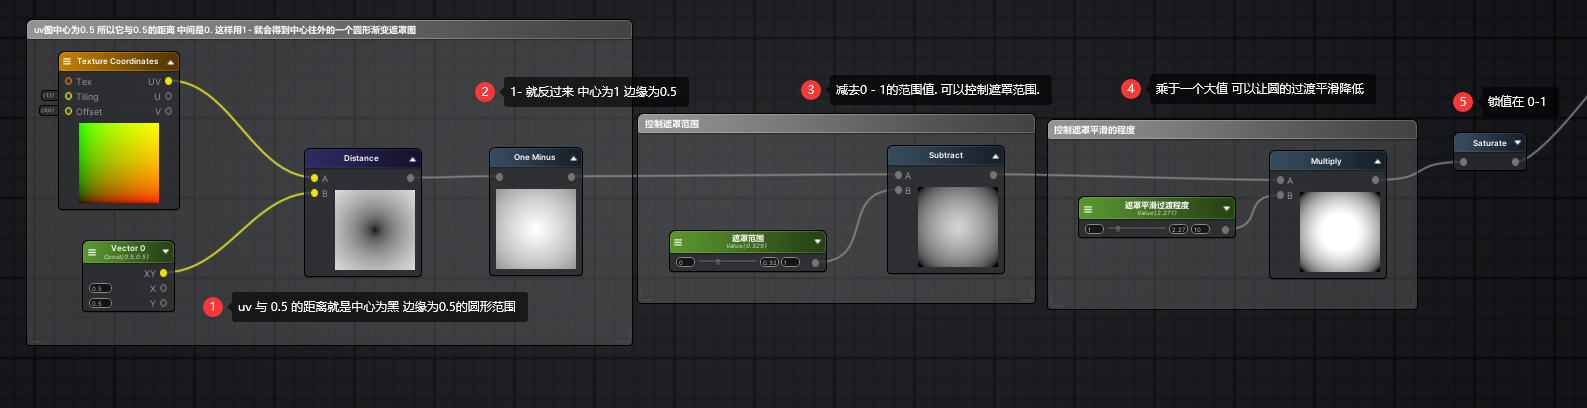 uv图中心为0.5 所以它与0.5的距离 中间是0. 这样用1 - 就会得到中心往外的一个圆形渐变遮罩图
Texture Coordinates
Tex
UV
(1,1)
Tiling
U
(0,0)
Offset
V
Vector 0
Const(0.5,0.5)
XY
0.5
X
0.5
Y
1
uv 与 0.5 的距离就是中心为黑 边缘为0.5的圆形范围
Distance
A
B
2
1- 就反过来 中心为1 边缘为0.5
One Minus
控制遮罩范围
3
减去0 - 1的范围值. 可以控制遮罩范围.
遮罩范围
Value(0.329)
0
0.32
1
Subtract
A
B
控制遮罩平滑的程度
4
乘于一个大值 可以让圆的过渡平滑降低
遮罩平滑过渡程度
Value(2.271)
1
2.27
10
Multiply
A
B
5
锁值在 0-1
Saturate